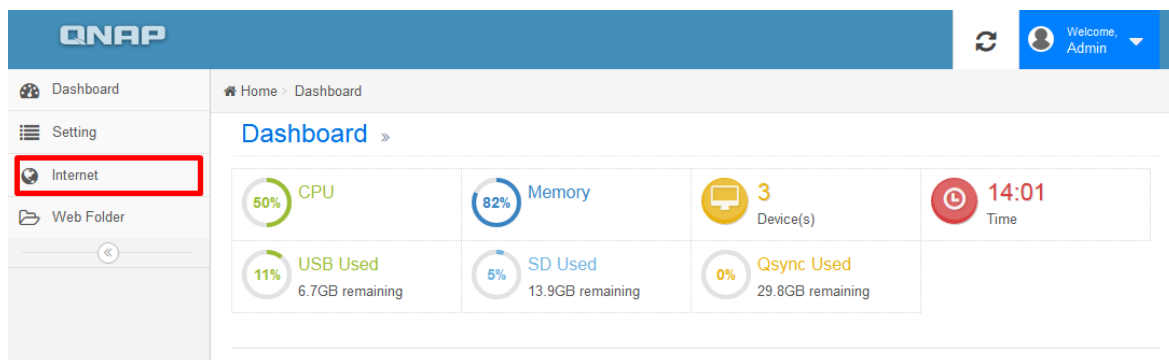 QNAP
Welcome,
Admin
Dashboard
Setting
Internet
Web Folder
Home > Dashboard
Dashboard »
50% CPU
82% Memory
3
Device(s)
14:01
Time
11% USB Used
6.7GB remaining
5% SD Used
13.9GB remaining
0% Qsync Used
29.8GB remaining